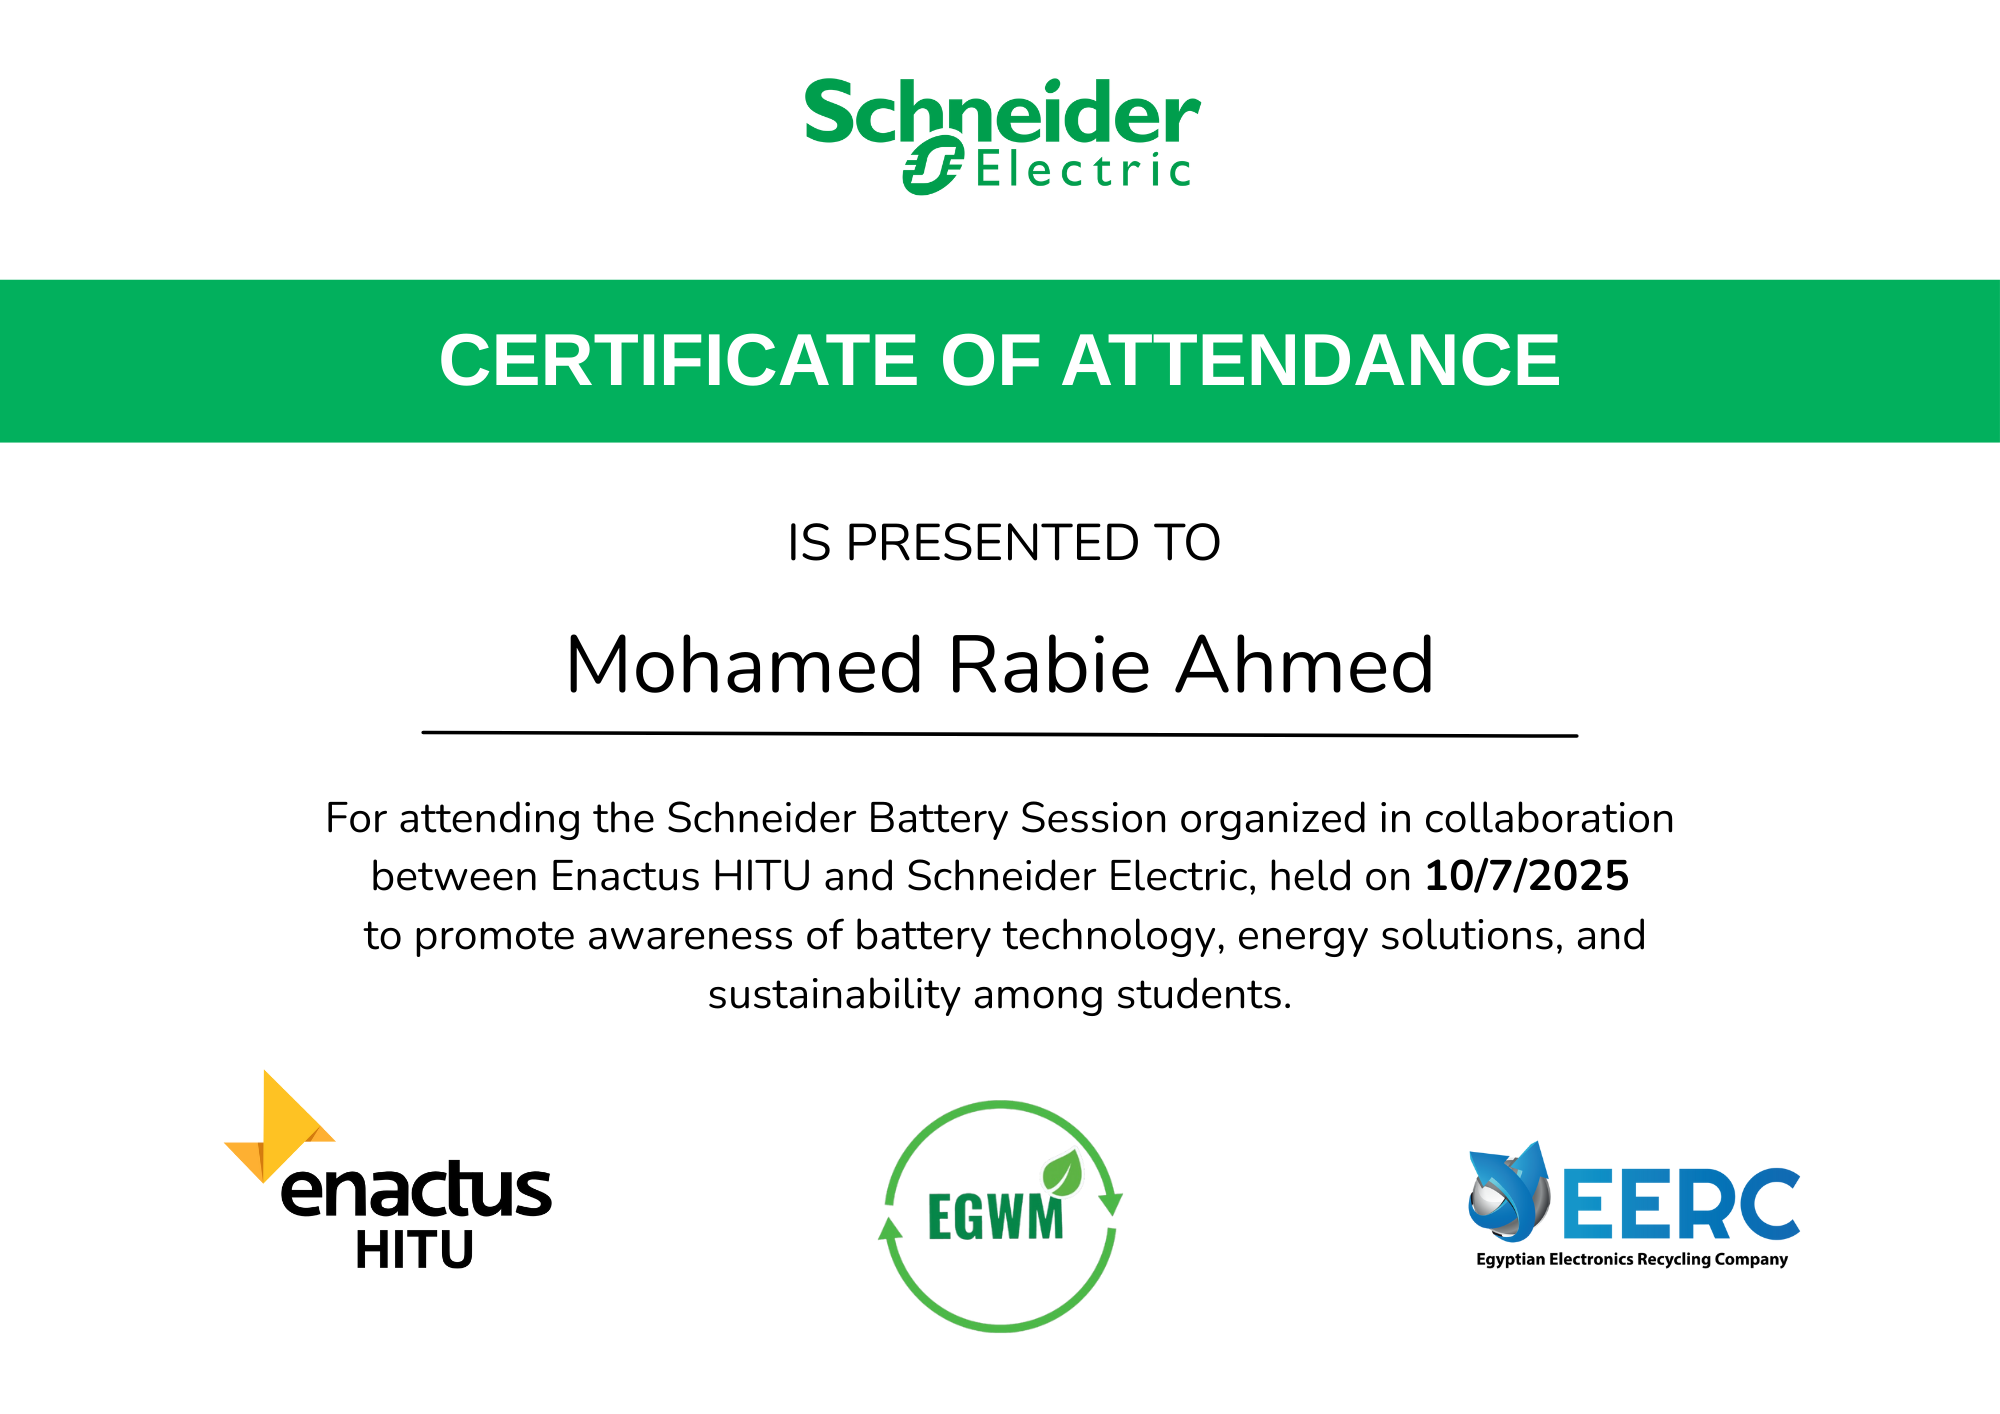 Schneider
Electric
CERTIFICATE OF ATTENDANCE
IS PRESENTED TO
Mohamed Rabie Ahmed
For attending the Schneider Battery Session organized in collaboration
between Enactus HITU and Schneider Electric, held on 10/7/2025
to promote awareness of battery technology, energy solutions, and
sustainability among students.
enactus
HITU
EGWM
EERC
Egyptian Electronics Recycling Company